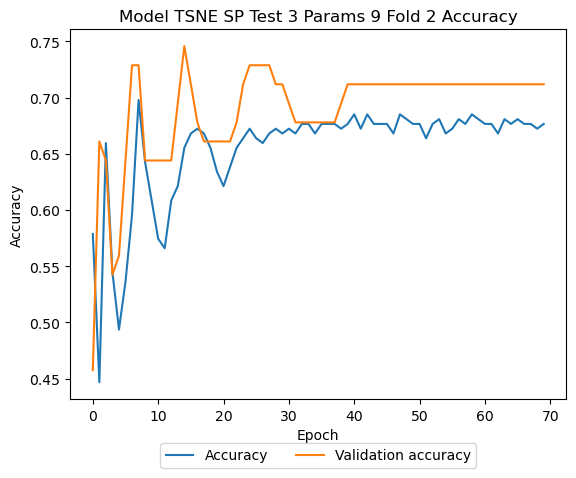 Model TSNE SP Test 3 Params 9 Fold 2 Accuracy
Accuracy
0.75
0.70
0.65
0.60
0.55
0.50
0.45
0 10 20 30 40 50 60 70
Epoch
Accuracy Validation accuracy